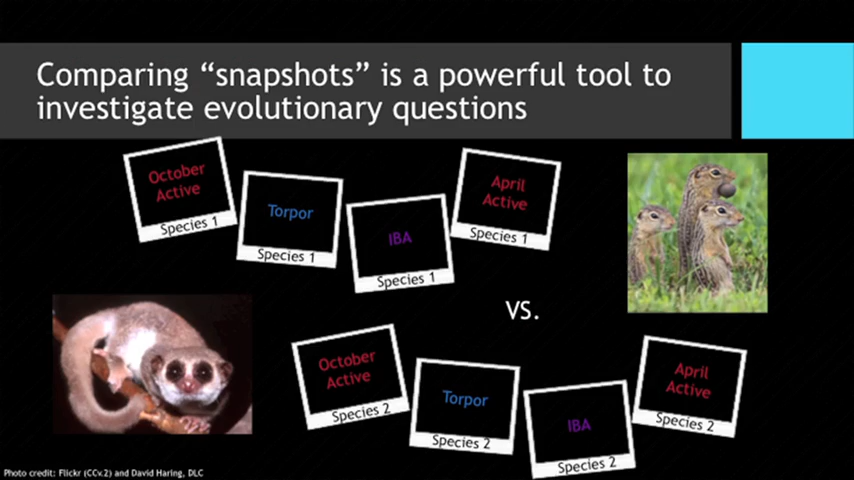 Comparing “snapshots” is a powerful tool to
investigate evolutionary questions
October
Active
Species 1
Torpor
Species 1
IBA
Species 1
April
Active
Species 1
VS.
October
Active
Species 2
Torpor
Species 2
IBA
Species 2
April
Active
Species 2
Photo credit: Flickr (CCv.2) and David Haring, DLC